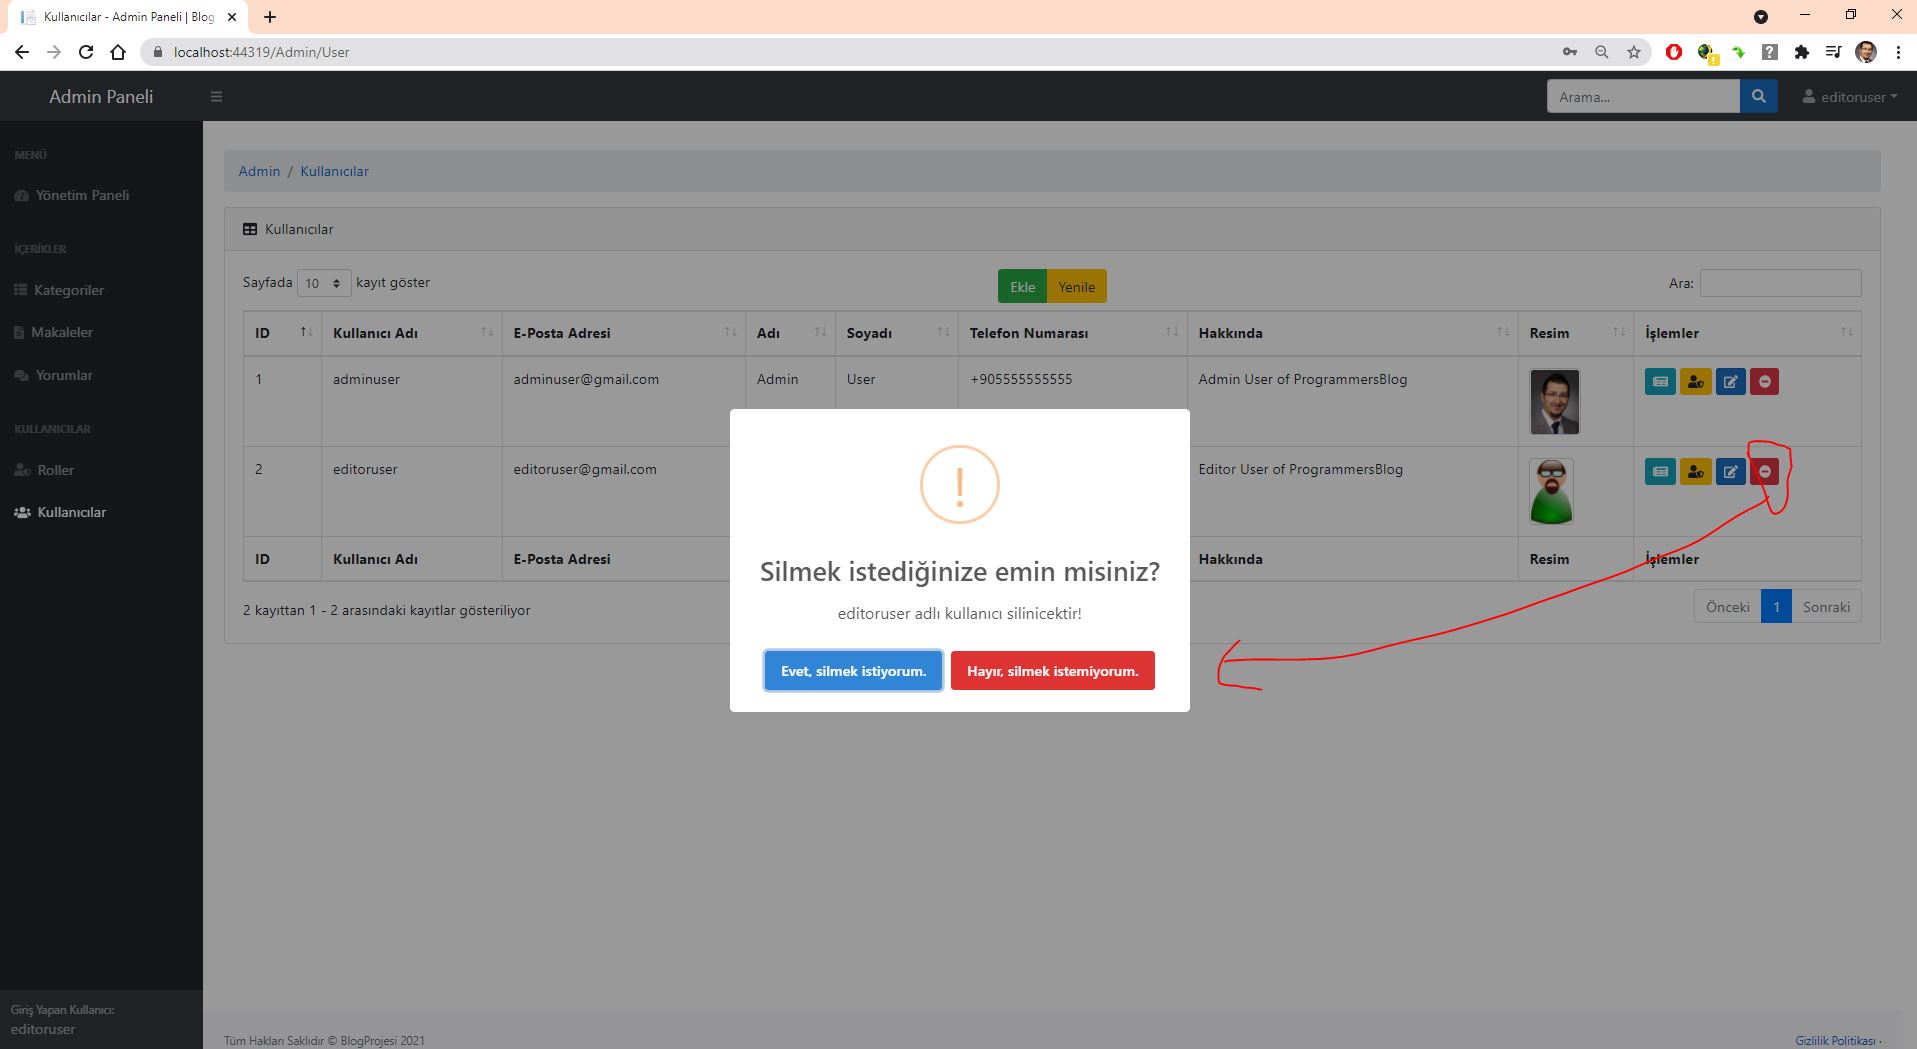 Kullanıcılar - Admin Paneli | Blog
localhost:44319/Admin/User
Admin Paneli
Arama...
editoruser
MENÜ
Yönetim Paneli
İÇERİKLER
Kategoriler
Makaleler
Yorumlar
KULLANICILAR
Roller
Kullanıcılar
Giriş Yapan Kullanıcı:
editoruser
Admin / Kullanıcılar
Kullanıcılar
Sayfada 10 kayıt göster
Ekle Yenile
Ara:
ID Kullanıcı Adı E-Posta Adresi Adı Soyadı Telefon Numarası Hakkında Resim İşlemler
1 adminuser adminuser@gmail.com Admin User +905555555555 Admin User of ProgrammersBlog
2 editoruser editoruser@gmail.com Editor User of ProgrammersBlog
ID Kullanıcı Adı E-Posta Adresi Hakkında Resim İşlemler
2 kayıttan 1 - 2 arasındaki kayıtlar gösteriliyor
Önceki 1 Sonraki
!
Silmek istediğinize emin misiniz?
editoruser adlı kullanıcı silinicektir!
Evet, silmek istiyorum. Hayır, silmek istemiyorum.
Tüm Hakları Saklıdır © BlogProjesi 2021
Gizlilik Politikası ·